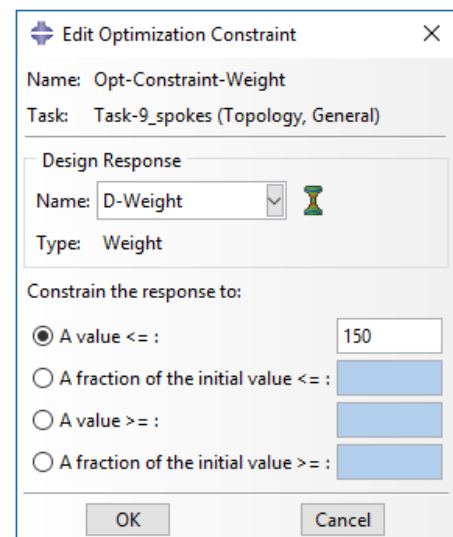 Edit Optimization Constraint
Name: Opt-Constraint-Weight
Task: Task-9_spokes (Topology, General)
Design Response
Name: D-Weight
Type: Weight
Constrain the response to:
A value <= : 150
A fraction of the initial value <= :
A value >= :
A fraction of the initial value >= :
OK Cancel